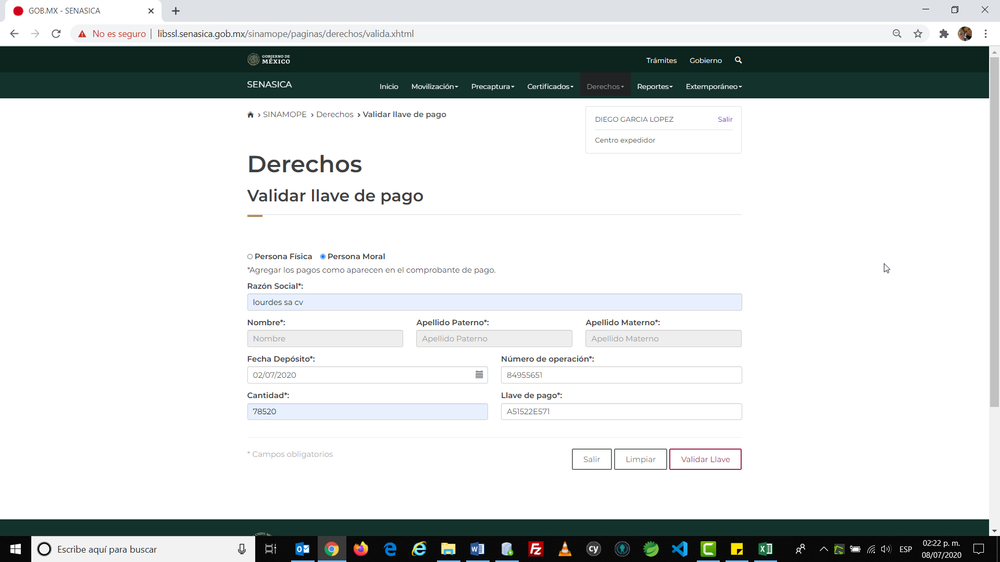 GOB.MX - SENASICA
No es seguro
libssl.senasica.gob.mx/sinamope/paginas/derechos/valida.xhtml
GOBIERNO DE
MÉXICO
Trámites
Gobierno
SENASICA
Inicio
Movilización
Precaptura
Certificados
Derechos
Reportes
Extemporáneo
SINAMOPE
Derechos
Validar llave de pago
DIEGO GARCIA LOPEZ
Salir
Centro expedidor
Derechos
Validar llave de pago
Persona Física
Persona Moral
*Agregar los pagos como aparecen en el comprobante de pago.
Razón Social*:
lourdes sa cv
Nombre*:
Apellido Paterno*:
Apellido Materno*:
Nombre
Apellido Paterno
Apellido Materno
Fecha Depósito*:
Número de operación*:
02/07/2020
84955651
Cantidad*:
Llave de pago*:
78520
A51522E571
* Campos obligatorios
Salir
Limpiar
Validar Llave
Escribe aquí para buscar
cy
ESP
02:22 p. m.
08/07/2020